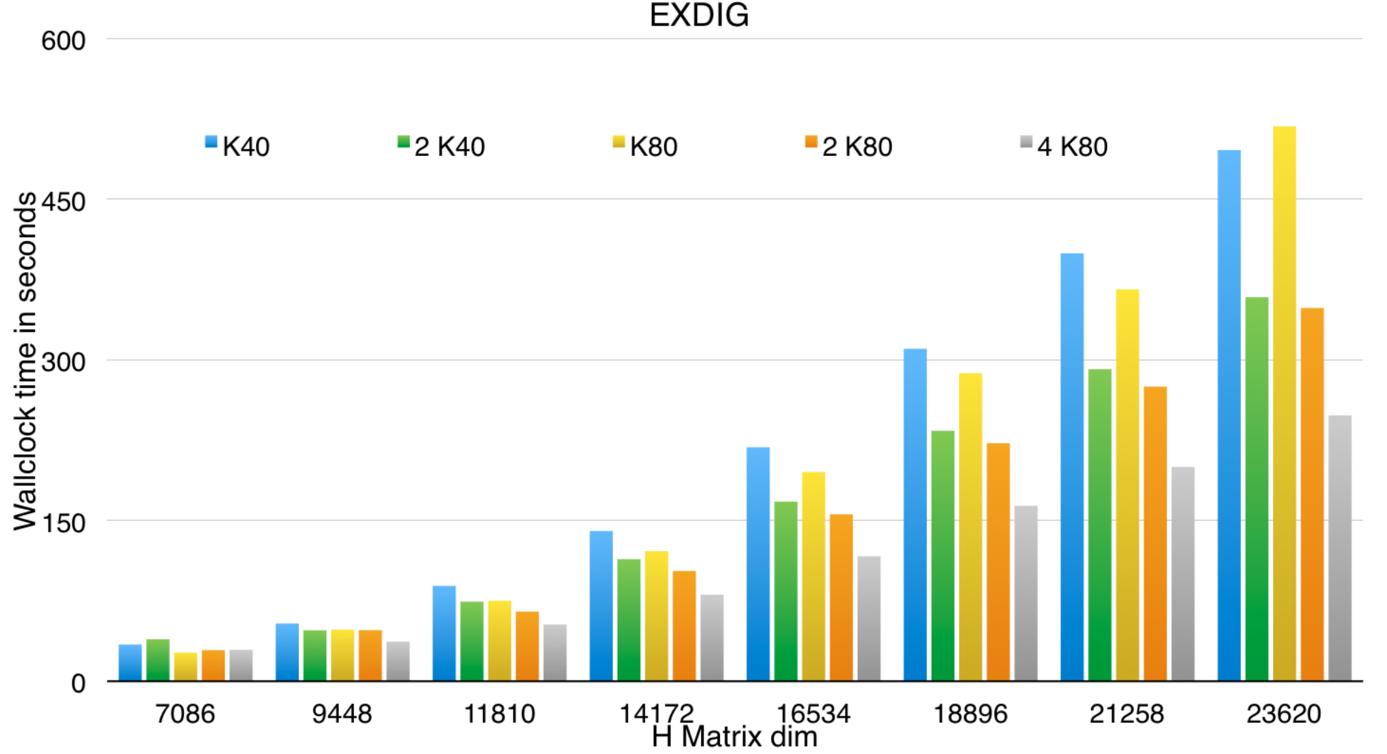 EXDIG
600
K40
2 K40
K80
2 K80
4 K80
450
300
150
0
Wallclock time in seconds
7086
9448
11810
14172
16534
18896
21258
23620
H Matrix dim